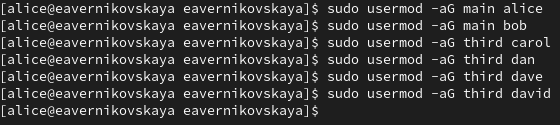 [alice@eavernikovskaya eavernikovskaya]$ sudo usermod -aG main alice
[alice@eavernikovskaya eavernikovskaya]$ sudo usermod -aG main bob
[alice@eavernikovskaya eavernikovskaya]$ sudo usermod -aG third carol
[alice@eavernikovskaya eavernikovskaya]$ sudo usermod -aG third dan
[alice@eavernikovskaya eavernikovskaya]$ sudo usermod -aG third dave
[alice@eavernikovskaya eavernikovskaya]$ sudo usermod -aG third david
[alice@eavernikovskaya eavernikovskaya]$